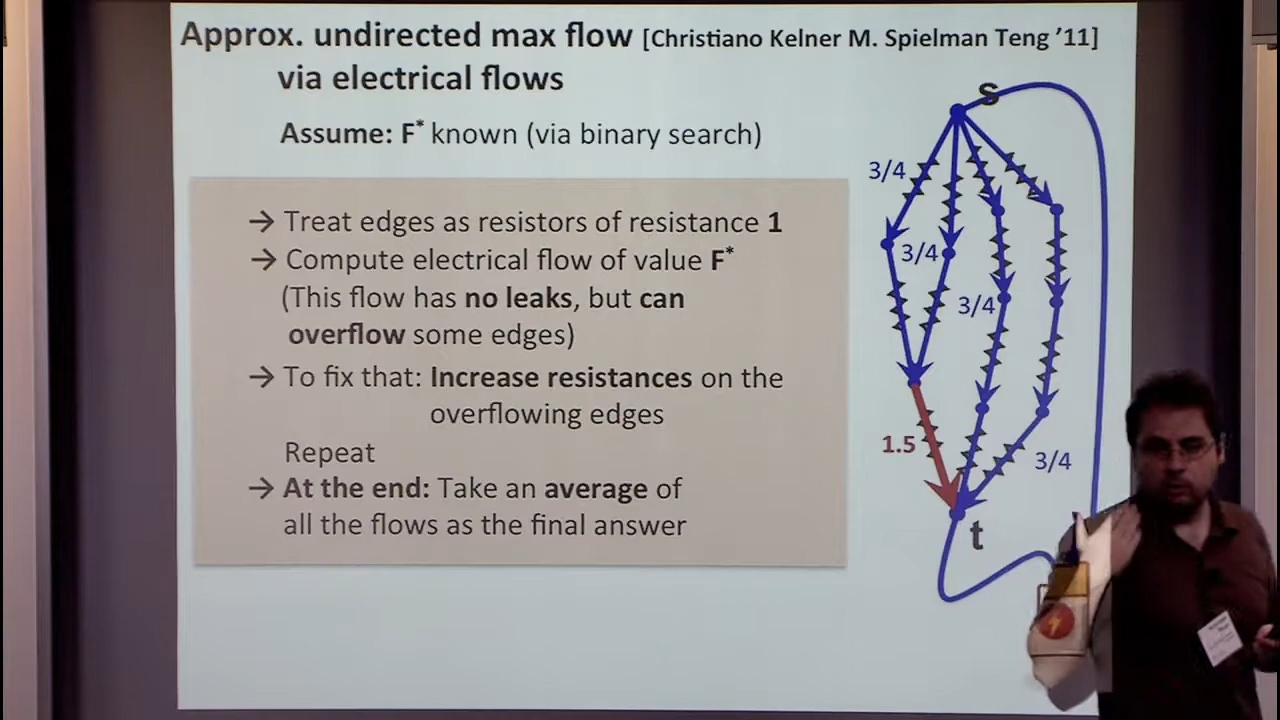 Approx. undirected max flow [Christiano Kelner M. Spielman Teng ’11]
via electrical flows
Assume: F* known (via binary search)
→ Treat edges as resistors of resistance 1
→ Compute electrical flow of value F*
(This flow has no leaks, but can
overflow some edges)
→ To fix that: Increase resistances on the
overflowing edges
Repeat
→ At the end: Take an average of
all the flows as the final answer
s
3/4
3/4
3/4
1.5
3/4
t